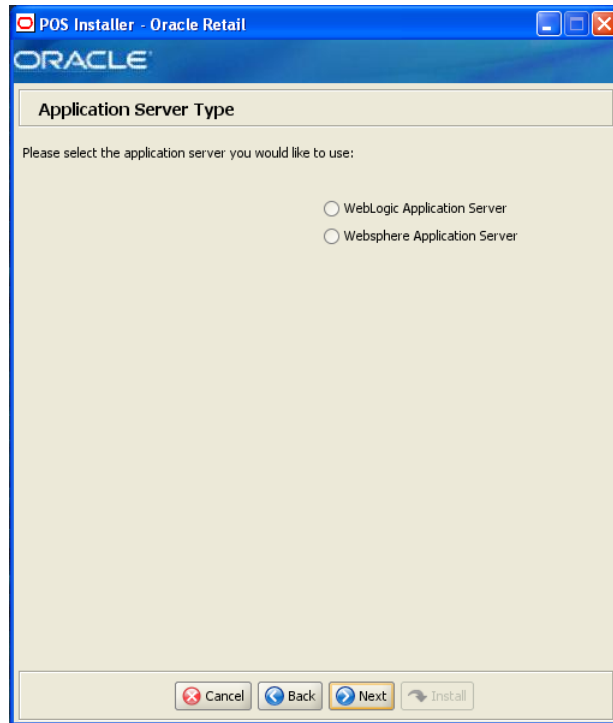 POS Installer - Oracle Retail
ORACLE
Application Server Type
Please select the application server you would like to use:
WebLogic Application Server
Websphere Application Server
Cancel Back Next Install